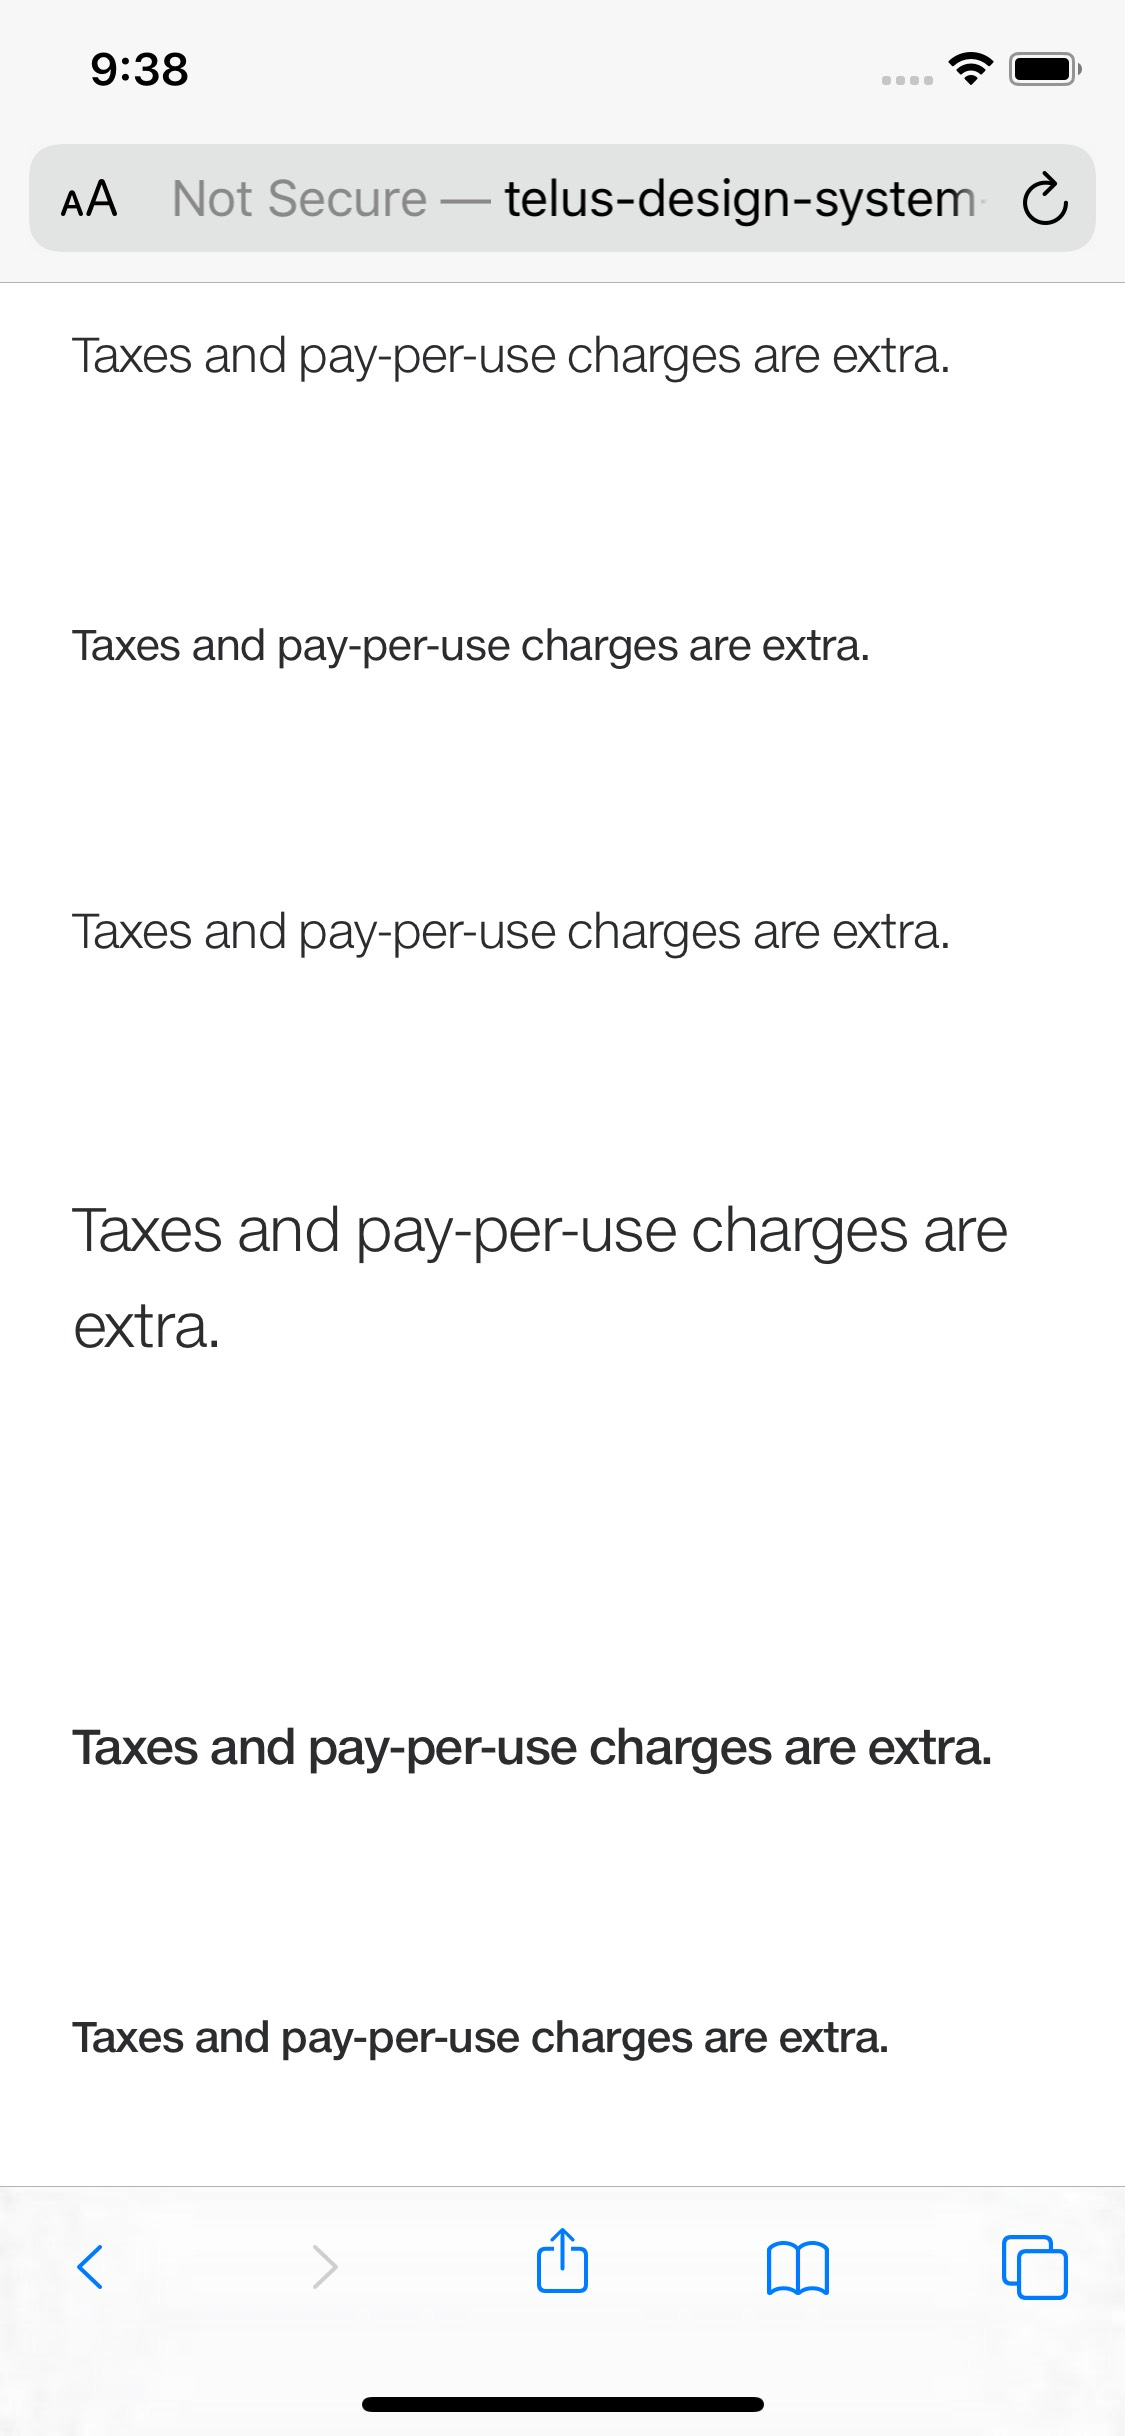 9:38
AA Not Secure — telus-design-system-
Taxes and pay-per-use charges are extra.
Taxes and pay-per-use charges are extra.
Taxes and pay-per-use charges are extra.
Taxes and pay-per-use charges are
extra.
Taxes and pay-per-use charges are extra.
Taxes and pay-per-use charges are extra.